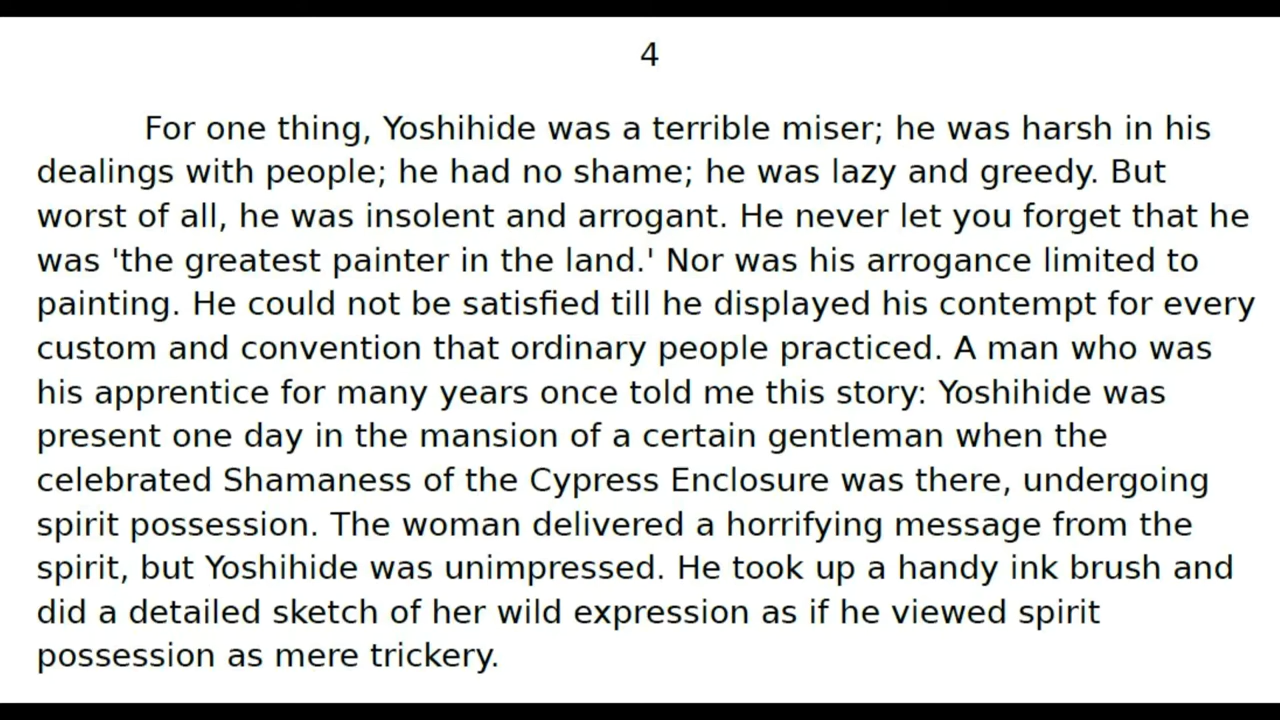 4
For one thing, Yoshihide was a terrible miser; he was harsh in his
dealings with people; he had no shame; he was lazy and greedy. But
worst of all, he was insolent and arrogant. He never let you forget that he
was 'the greatest painter in the land.' Nor was his arrogance limited to
painting. He could not be satisfied till he displayed his contempt for every
custom and convention that ordinary people practiced. A man who was
his apprentice for many years once told me this story: Yoshihide was
present one day in the mansion of a certain gentleman when the
celebrated Shamaness of the Cypress Enclosure was there, undergoing
spirit possession. The woman delivered a horrifying message from the
spirit, but Yoshihide was unimpressed. He took up a handy ink brush and
did a detailed sketch of her wild expression as if he viewed spirit
possession as mere trickery.